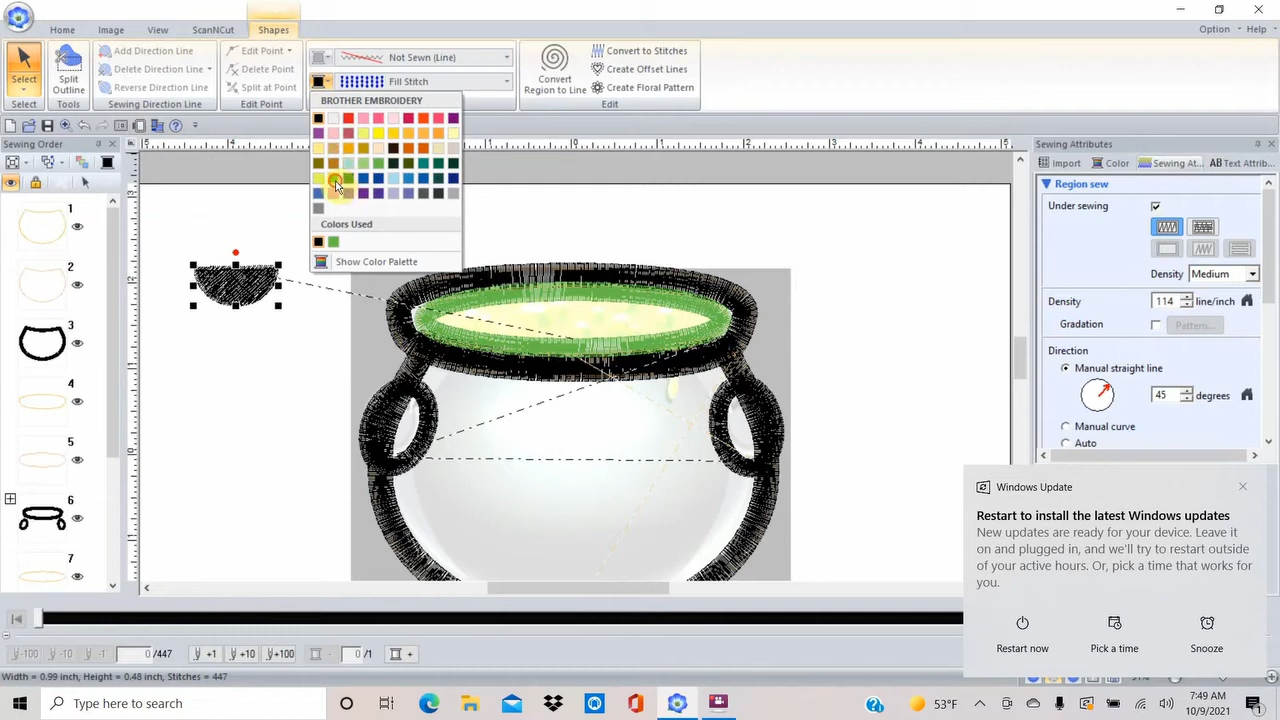 Home Image View ScanNCut Shapes Option Help
Select
Select
Split
Outline
Tools
Add Direction Line
Delete Direction Line
Reverse Direction Line
Sewing Direction Line
Edit Point
Delete Point
Split at Point
Edit Point
Not Sewn (Line)
Fill Stitch
Convert
Region to Line
Convert to Stitches
Create Offset Lines
Create Floral Pattern
Edit
BROTHER EMBROIDERY
Colors Used
Show Color Palette
Sewing Order
1
2
3
4
5
6
7
5 4 3 4 5
Sewing Attributes
Import Color Sewing At... Text Attrib...
Region sew
Under sewing
Density Medium
Density 114 line/inch
Gradation Pattern...
Direction
Manual straight line
45 degrees
Manual curve
Auto
Windows Update
Restart to install the latest Windows updates
New updates are ready for your device. Leave it
on and plugged in, and we'll try to restart outside
of your active hours. Or, pick a time that works for
you.
Restart now Pick a time Snooze
-100 -10 -1 0 /447 +1 +10 +100 - 0 /1 +
Width = 0.99 inch, Height = 0.48 inch, Stitches = 447
Type here to search
53°F
7:49 AM
10/9/2021